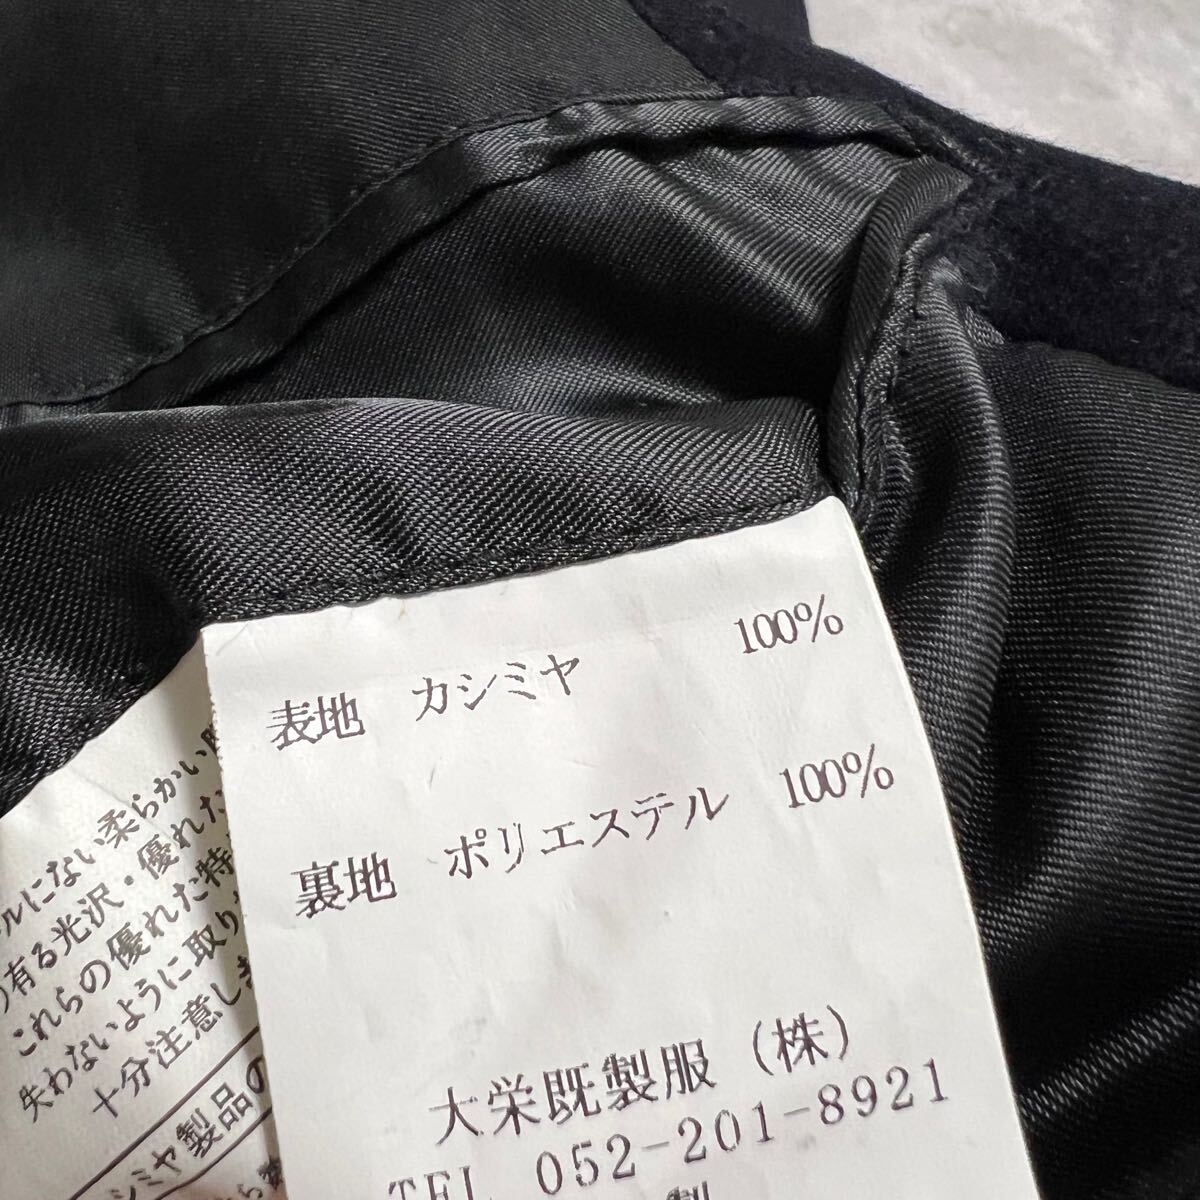 表地 カシミヤ 100%
裏地 ポリエステル 100%
大栄既製服(株)
TEL 052-201-8921
製
ルにない柔らかい
有る光沢・優れた
これらの優れた特
失わないように取り
十分注意しま
シミヤ製品の